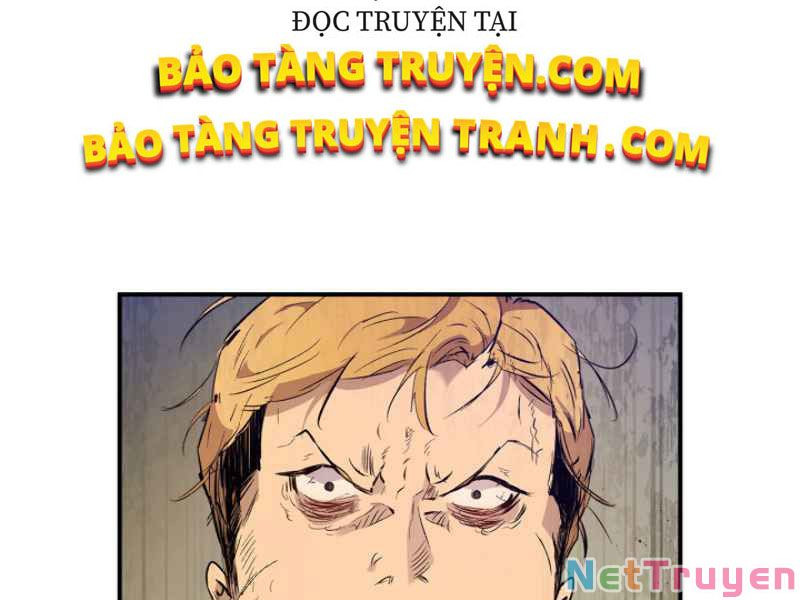 ĐỌC TRUYỆN TẠI
BẢO TÀNG TRUYỆN.COM
BẢO TÀNG TRUYỆN TRANH.COM
NetTruyen